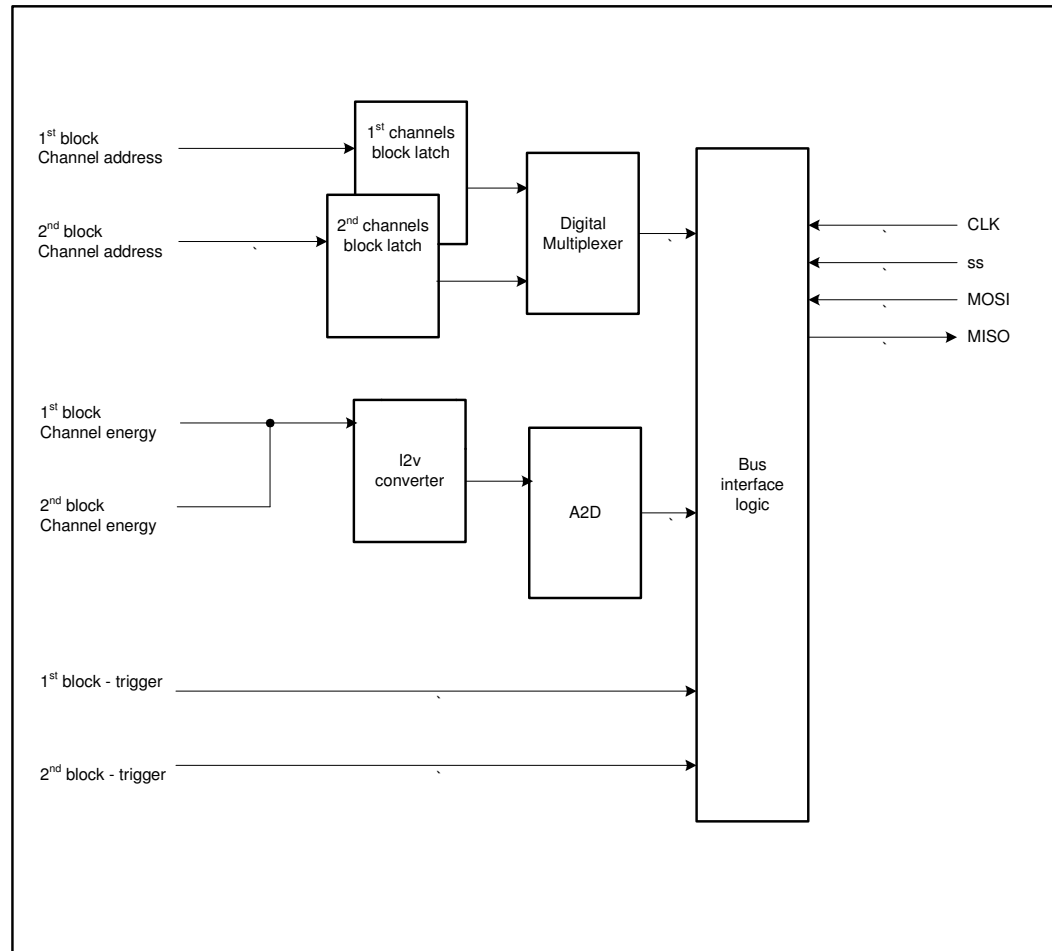 1st block
Channel address
2nd block
Channel address
1st channels
block latch
2nd channels
block latch
Digital
Multiplexer
CLK
ss
MOSI
MISO
1st block
Channel energy
2nd block
Channel energy
I2v
converter
A2D
Bus
interface
logic
1st block - trigger
2nd block - trigger